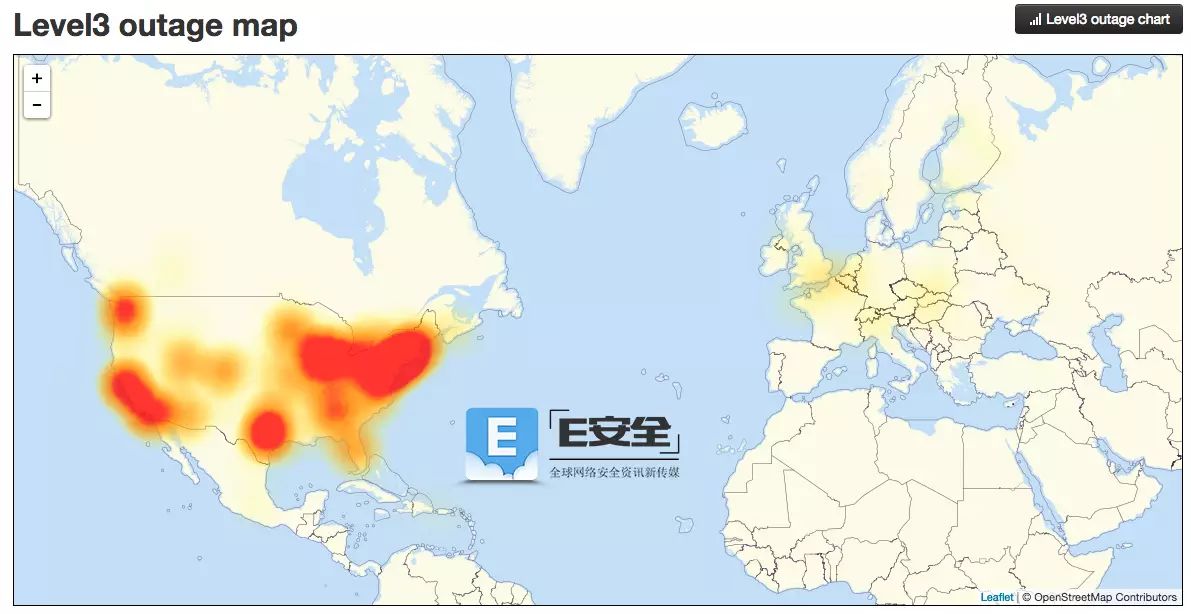 Level3 outage map
Level3 outage chart
+
−
E
E安全
全球网络安全资讯新传媒
Leaflet | © OpenStreetMap Contributors